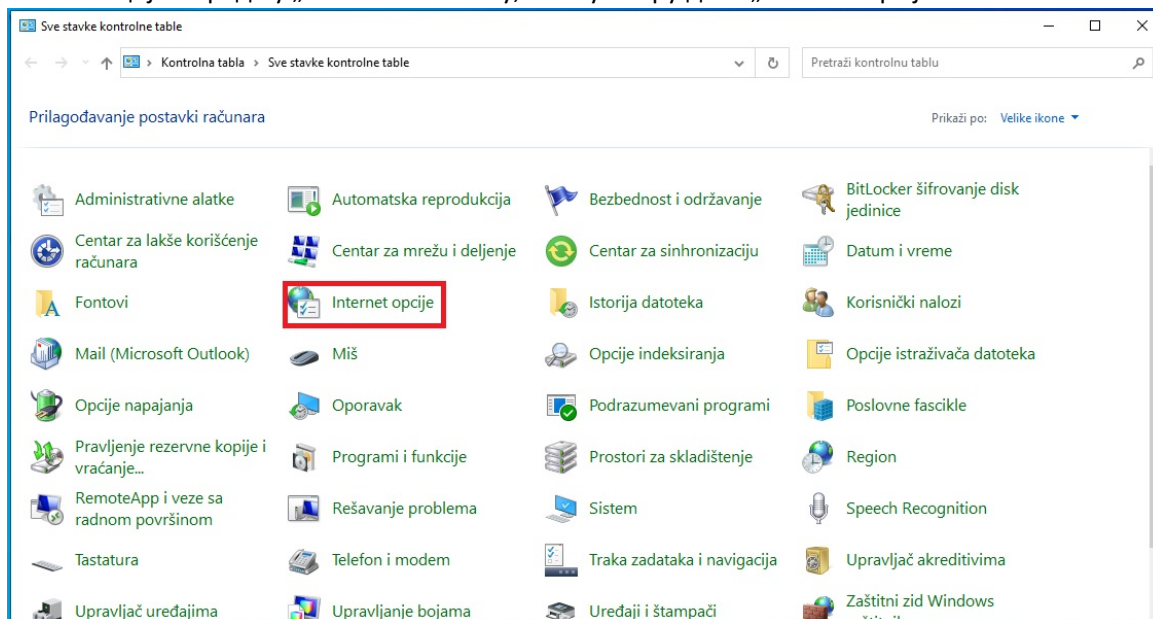 Sve stavke kontrolne table
Kontrolna tabla > Sve stavke kontrolne table
Pretraži kontrolnu tablu
Prilagođavanje postavki računara
Prikaži po: Velike ikone
Administrativne alatke
Automatska reprodukcija
Bezbednost i održavanje
BitLocker šifrovanje disk
jedinice
Centar za lakše korišćenje
računara
Centar za mrežu i deljenje
Centar za sinhronizaciju
Datum i vreme
Fontovi
Internet opcije
Istorija datoteka
Korisnički nalozi
Mail (Microsoft Outlook)
Miš
Opcije indeksiranja
Opcije istraživača datoteka
Opcije napajanja
Oporavak
Podrazumevani programi
Poslovne fascikle
Pravljenje rezervne kopije i
vraćanje...
Programi i funkcije
Prostori za skladištenje
Region
RemoteApp i veze sa
radnom površinom
Rešavanje problema
Sistem
Speech Recognition
Tastatura
Telefon i modem
Traka zadataka i navigacija
Upravljač akreditivima
Upravljač uređajima
Upravljanje bojama
Uređaji i štampači
Zaštitni zid Windows